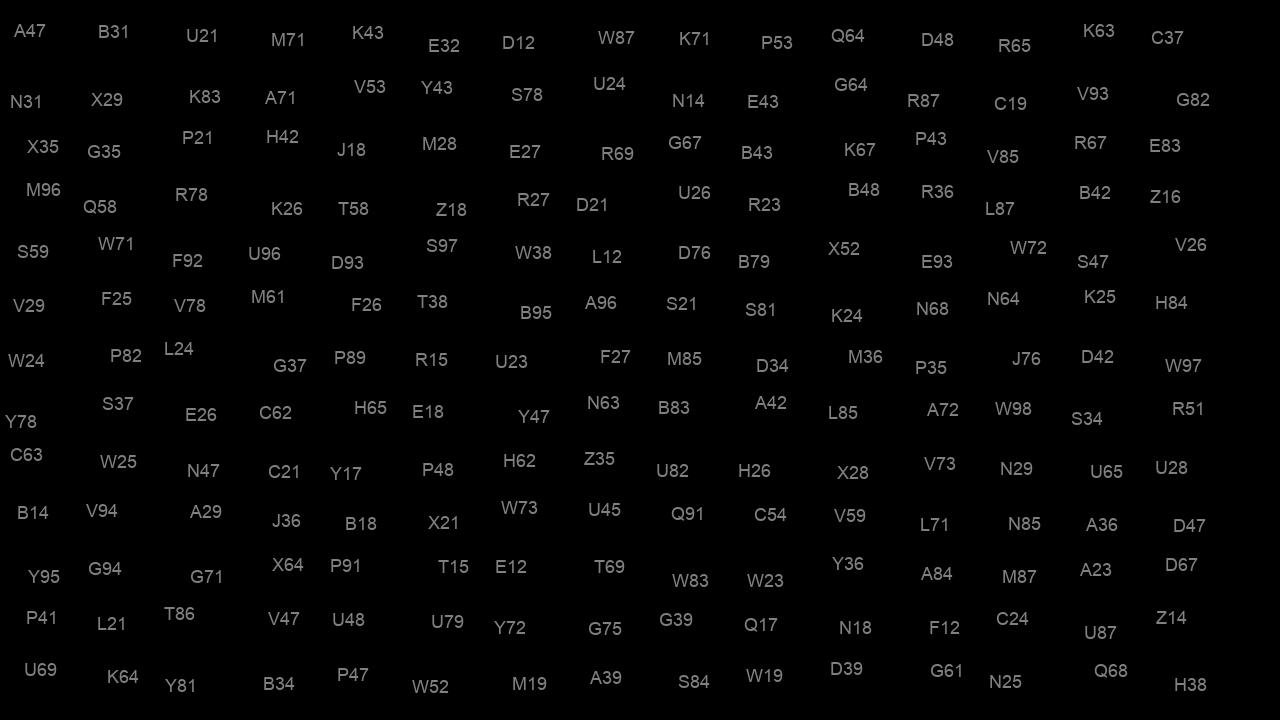 A47 B31 U21 M71 K43 E32 D12 W87 K71 P53 Q64 D48 R65 K63 C37
N31 X29 K83 A71 V53 Y43 S78 U24 N14 E43 G64 R87 C19 V93 G82
X35 G35 P21 H42 J18 M28 E27 R69 G67 B43 K67 P43 V85 R67 E83
M96 Q58 R78 K26 T58 Z18 R27 D21 U26 R23 B48 R36 L87 B42 Z16
S59 W71 F92 U96 D93 S97 W38 L12 D76 B79 X52 E93 W72 S47 V26
V29 F25 V78 M61 F26 T38 B95 A96 S21 S81 K24 N68 N64 K25 H84
W24 P82 L24 G37 P89 R15 U23 F27 M85 D34 M36 P35 J76 D42 W97
Y78 S37 E26 C62 H65 E18 Y47 N63 B83 A42 L85 A72 W98 S34 R51
C63 W25 N47 C21 Y17 P48 H62 Z35 U82 H26 X28 V73 N29 U65 U28
B14 V94 A29 J36 B18 X21 W73 U45 Q91 C54 V59 L71 N85 A36 D47
Y95 G94 G71 X64 P91 T15 E12 T69 W83 W23 Y36 A84 M87 A23 D67
P41 L21 T86 V47 U48 U79 Y72 G75 G39 Q17 N18 F12 C24 U87 Z14
U69 K64 Y81 B34 P47 W52 M19 A39 S84 W19 D39 G61 N25 Q68 H38